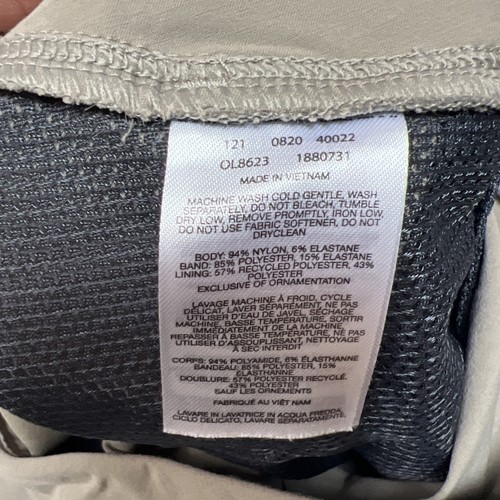 121 0820 40022
OL8623 1880731
MADE IN VIETNAM
MACHINE WASH COLD GENTLE, WASH
SEPARATELY, DO NOT BLEACH, TUMBLE
DRY LOW, REMOVE PROMPTLY, IRON LOW,
DO NOT USE FABRIC SOFTENER, DO NOT
DRYCLEAN
BODY: 94% NYLON, 6% ELASTANE
BAND: 85% POLYESTER, 15% ELASTANE
LINING: 57% RECYCLED POLYESTER, 43%
POLYESTER
EXCLUSIVE OF ORNAMENTATION
LAVAGE MACHINE À FROID, CYCLE
DÉLICAT, LAVER SÉPARÉMENT, NE PAS
UTILISER D'EAU DE JAVEL, SÉCHAGE
MACHINE, BASSE TEMPÉRATURE, SORTIR
IMMÉDIATEMENT DE LA MACHINE,
REPASSAGE BASSE TEMPÉRATURE, NE PAS
UTILISER D'ASSOUPLISSANT, NETTOYAGE
À SEC INTERDIT
CORPS: 94% POLYAMIDE, 6% ÉLASTHANNE
BANDEAU: 85% POLYESTER, 15%
ÉLASTHANNE
DOUBLURE: 57% POLYESTER RECYCLÉ,
43% POLYESTER
SAUF LES ORNEMENTS
FABRIQUÉ AU VIÊT NAM
LAVARE IN LAVATRICE IN ACQUA FREDDA,
CICLO DELICATO, LAVARE SEPARATAMENTE.